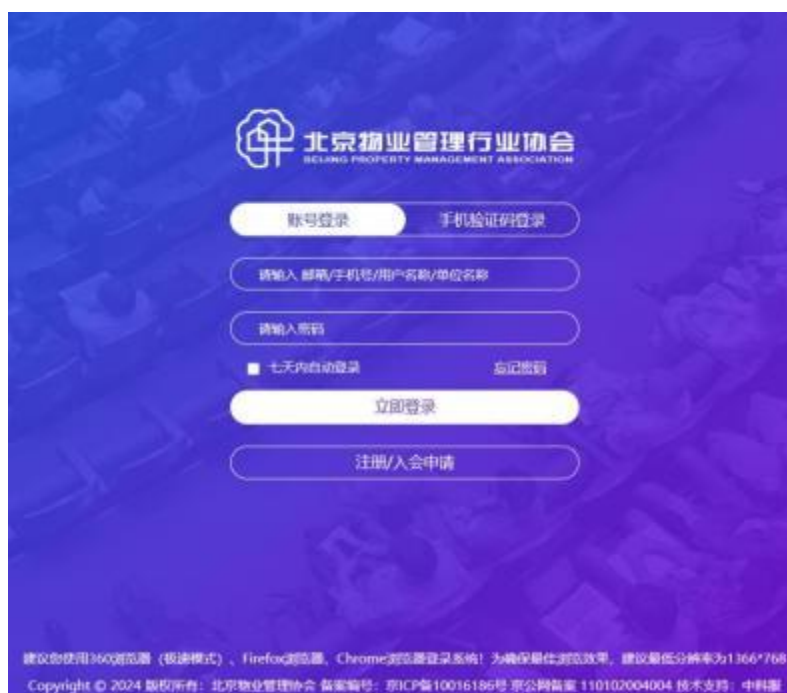 北京物业管理行业协会
BEIJING PROPERTY MANAGEMENT ASSOCIATION
账号登录 手机验证码登录
请输入 邮箱/手机号/用户名称/单位名称
请输入密码
七天内自动登录 忘记密码
立即登录
注册/入会申请
建议您使用360浏览器（极速模式）、Firefox浏览器、Chrome浏览器登录系统！为确保最佳浏览效果，建议最低分辨率为1366*768
Copyright © 2024 版权所有：北京物业管理协会 备案编号：京ICP备10016186号 京公网备案 110102004004 技术支持：中科服